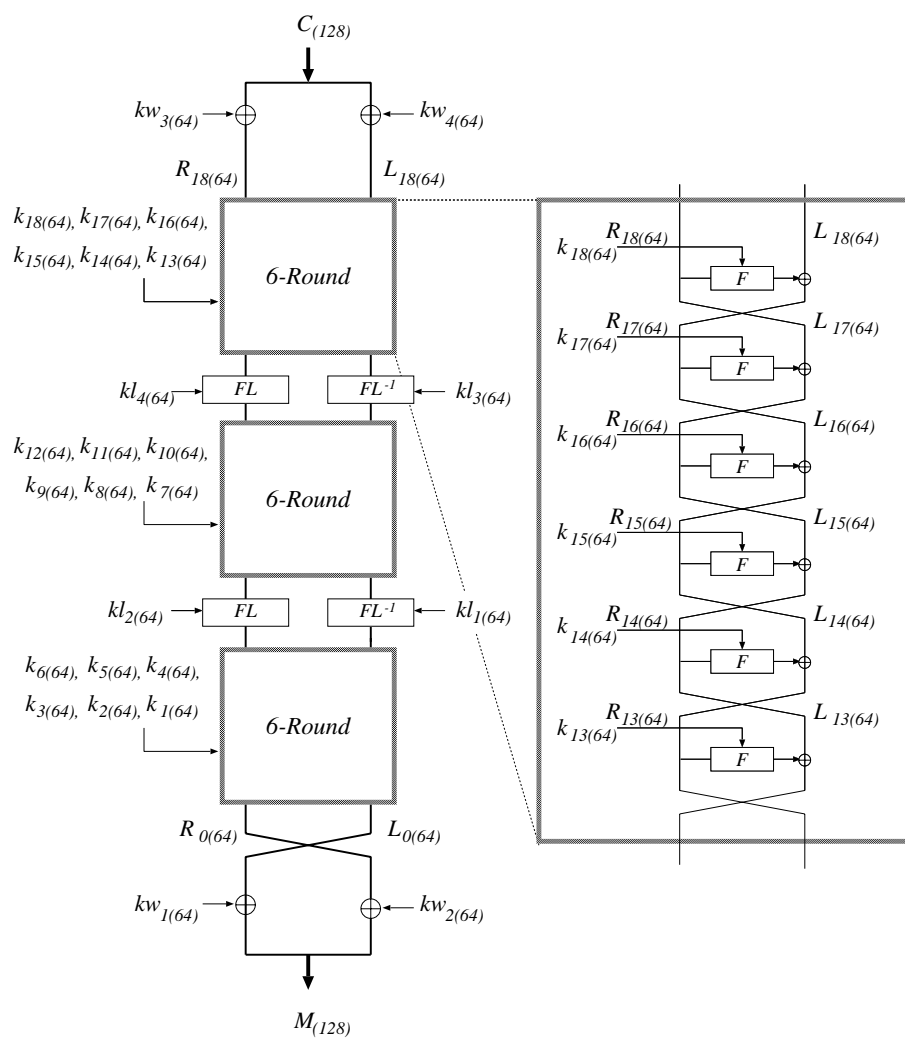 C(128)
kw3(64)
kw4(64)
R18(64)
L18(64)
k18(64), k17(64), k16(64),
k15(64), k14(64), k13(64)
6-Round
kl4(64)
FL
FL-1
kl3(64)
k12(64), k11(64), k10(64),
k9(64), k8(64), k7(64)
6-Round
kl2(64)
FL
FL-1
kl1(64)
k6(64), k5(64), k4(64),
k3(64), k2(64), k1(64)
6-Round
R0(64)
L0(64)
kw1(64)
kw2(64)
M(128)
R18(64)
L18(64)
k18(64)
F
R17(64)
L17(64)
k17(64)
F
R16(64)
L16(64)
k16(64)
F
R15(64)
L15(64)
k15(64)
F
R14(64)
L14(64)
k14(64)
F
R13(64)
L13(64)
k13(64)
F